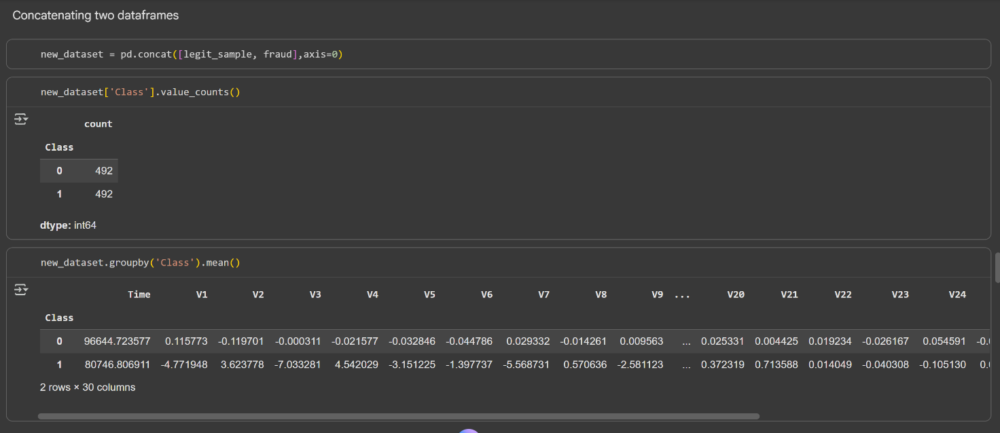 Concatenating two dataframes
new_dataset = pd.concat([legit_sample, fraud],axis=0)
new_dataset['Class'].value_counts()
count
Class
0 492
1 492
dtype: int64
new_dataset.groupby('Class').mean()
Time V1 V2 V3 V4 V5 V6 V7 V8 V9 ... V20 V21 V22 V23 V24
Class
0 96644.723577 0.115773 -0.119701 -0.000311 -0.021577 -0.032846 -0.044786 0.029332 -0.014261 0.009563 ... 0.025331 0.004425 0.019234 -0.026167 0.054591
1 80746.806911 -4.771948 3.623778 -7.033281 4.542029 -3.151225 -1.397737 -5.568731 0.570636 -2.581123 ... 0.372319 0.713588 0.014049 -0.040308 -0.105130
2 rows × 30 columns